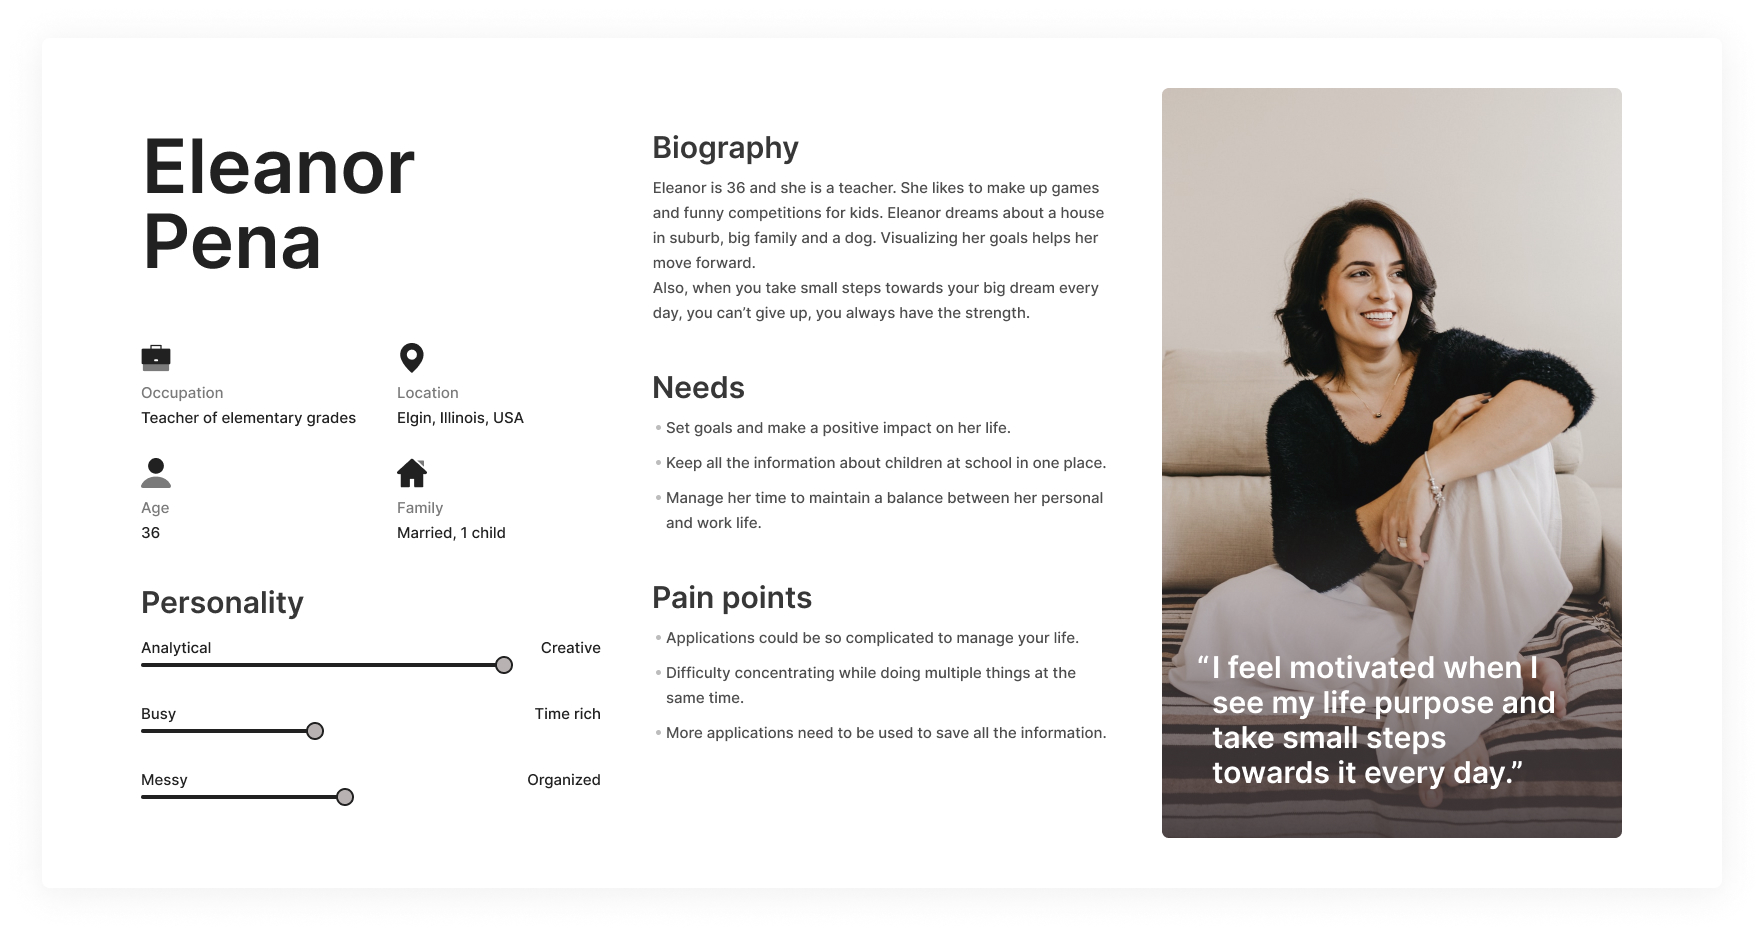 Eleanor
Pena
Occupation
Teacher of elementary grades
Location
Elgin, Illinois, USA
Age
36
Family
Married, 1 child
Personality
Analytical
Creative
Busy
Time rich
Messy
Organized
Biography
Eleanor is 36 and she is a teacher. She likes to make up games
and funny competitions for kids. Eleanor dreams about a house
in suburb, big family and a dog. Visualizing her goals helps her
move forward.
Also, when you take small steps towards your big dream every
day, you can’t give up, you always have the strength.
Needs
• Set goals and make a positive impact on her life.
• Keep all the information about children at school in one place.
• Manage her time to maintain a balance between her personal
and work life.
Pain points
• Applications could be so complicated to manage your life.
• Difficulty concentrating while doing multiple things at the
same time.
• More applications need to be used to save all the information.
“I feel motivated when I
see my life purpose and
take small steps
towards it every day.”